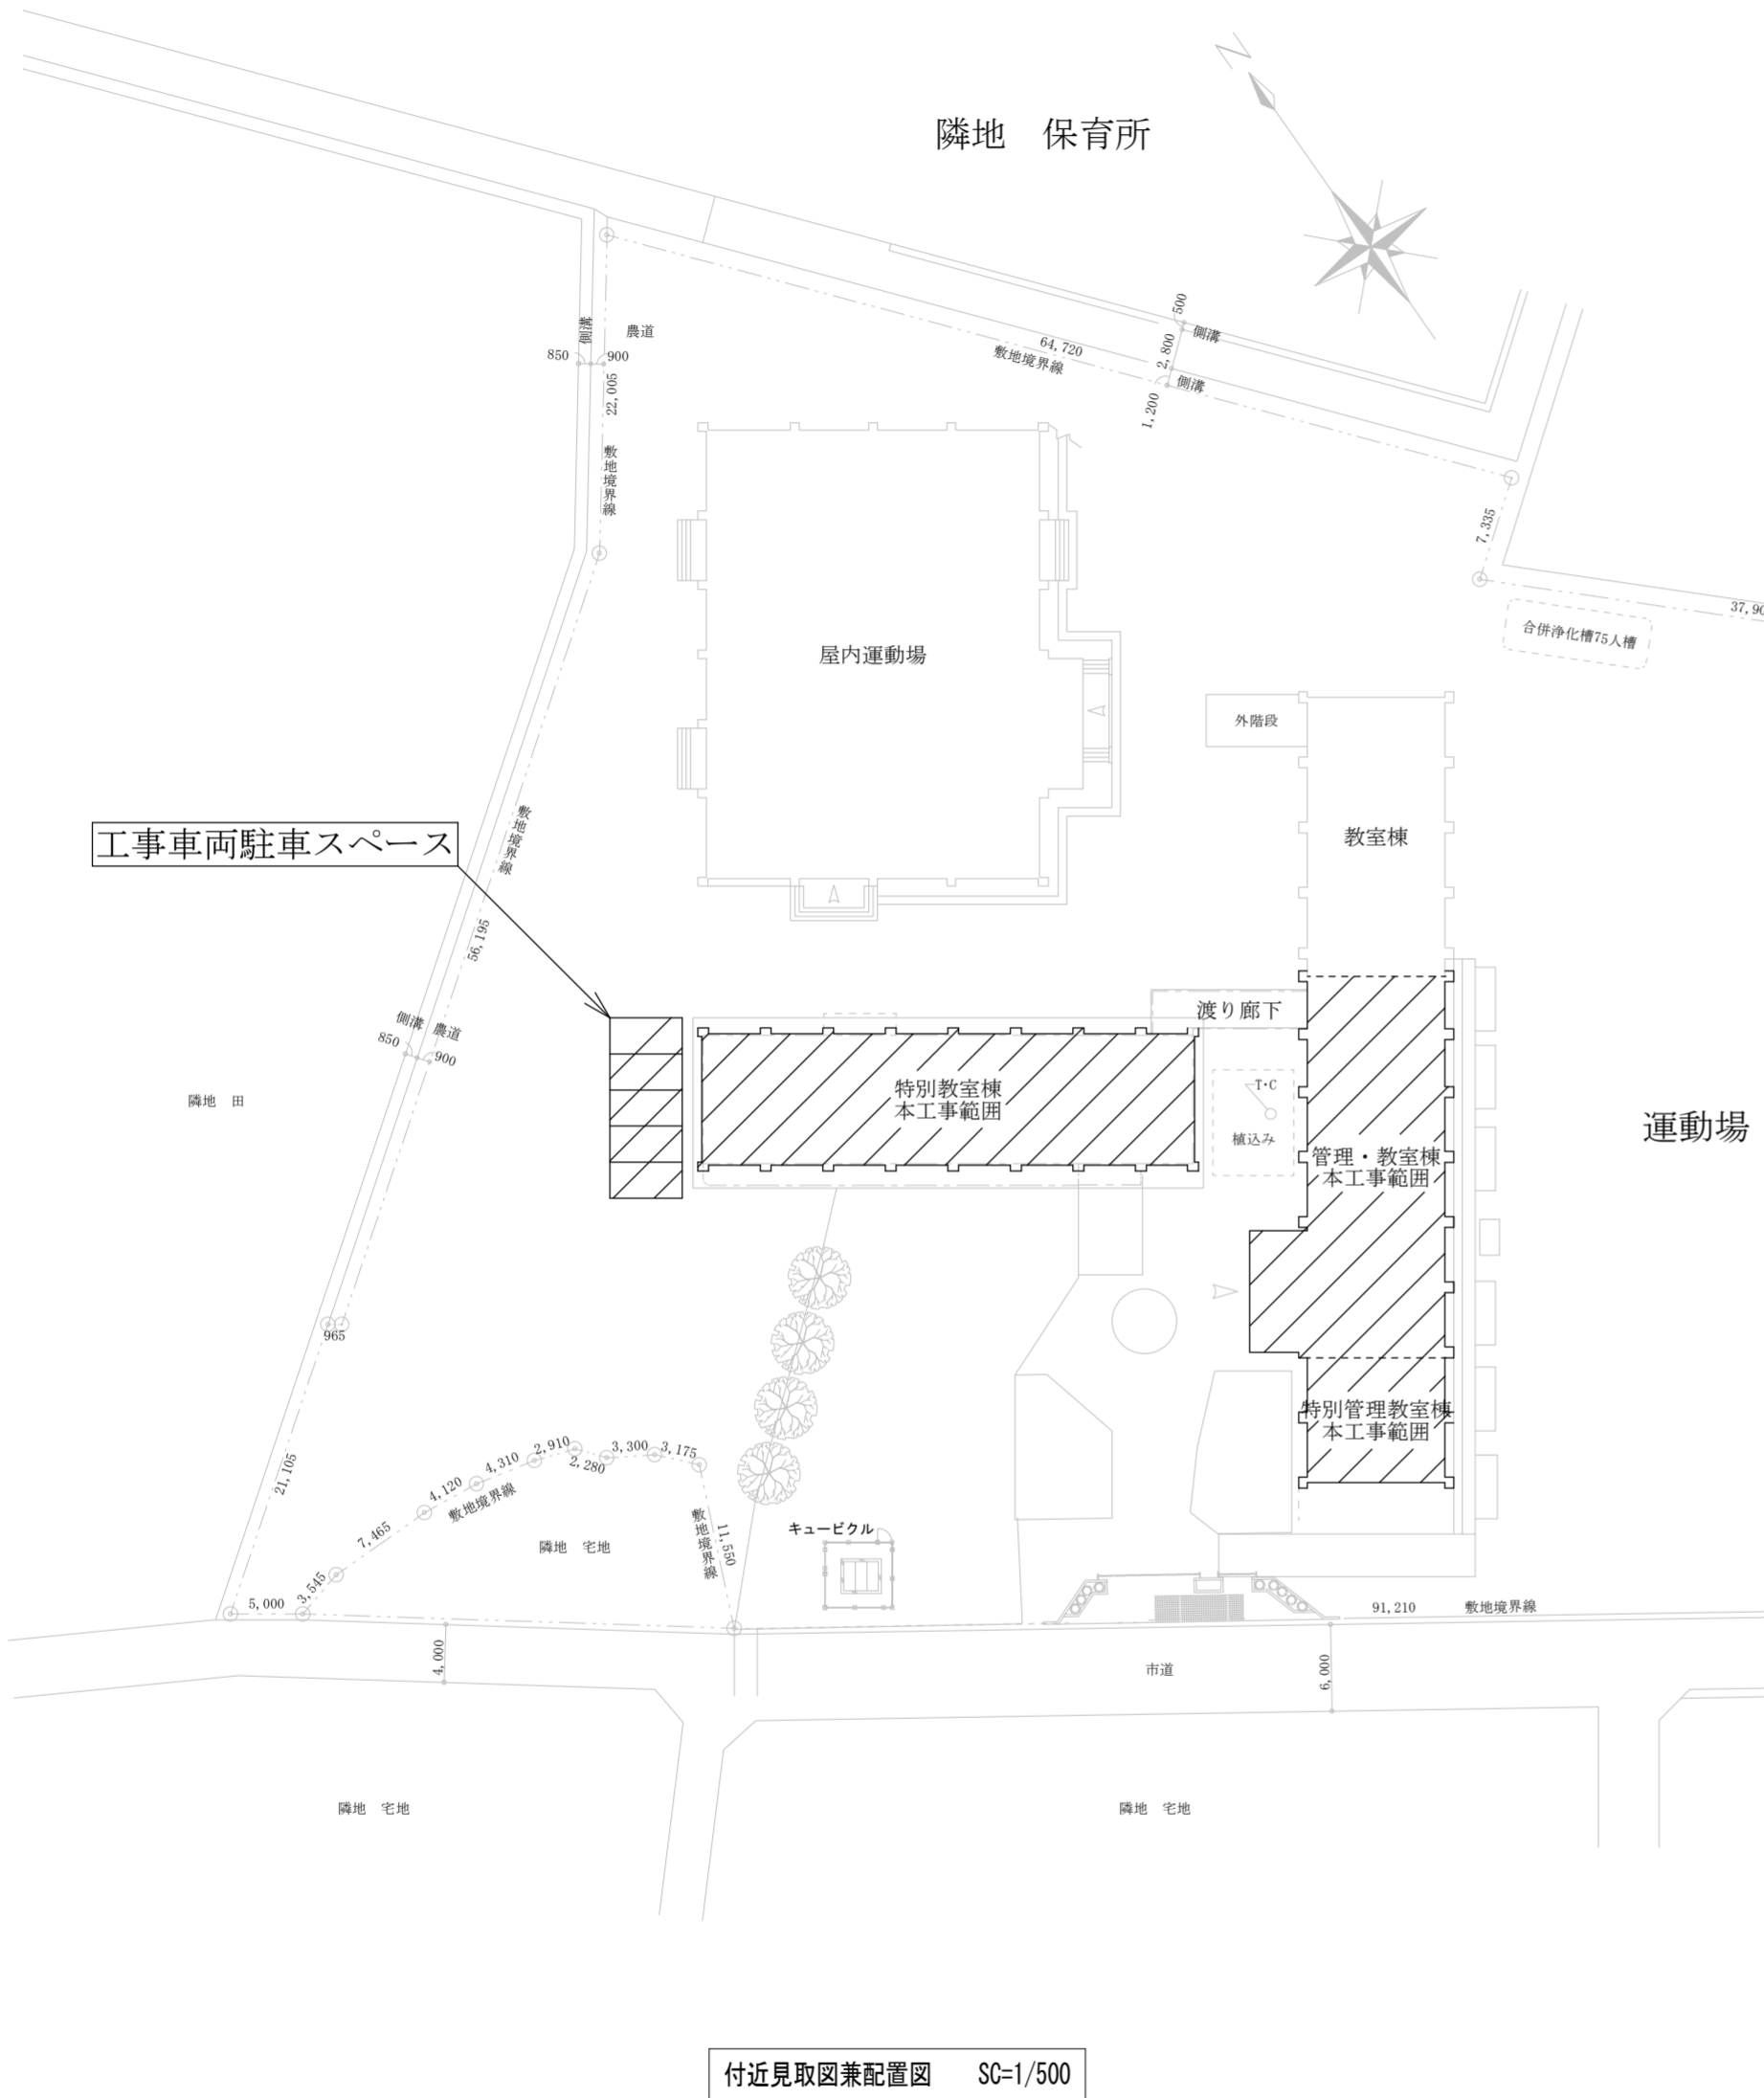 N
隣地　保育所
500
側溝
2,800
64,720
敷地境界線
側溝
1,200
側溝
農道
850
900
22,005
敷地境界線
7,335
37,90
合併浄化槽75人槽
屋内運動場
外階段
教室棟
工事車両駐車スペース
敷地境界線
56,195
渡り廊下
側溝　農道
850
900
隣地　田
特別教室棟
本工事範囲
T・C
植込み
運動場
管理・教室棟
本工事範囲
965
特別管理教室棟
本工事範囲
21,105
2,910
3,300
3,175
4,310
2,280
4,120
敷地境界線
7,465
敷地境界線
11,550
キュービクル
隣地　宅地
3,545
5,000
91,210
敷地境界線
4,000
市道
6,000
隣地　宅地
隣地　宅地
付近見取図兼配置図　SC=1/500